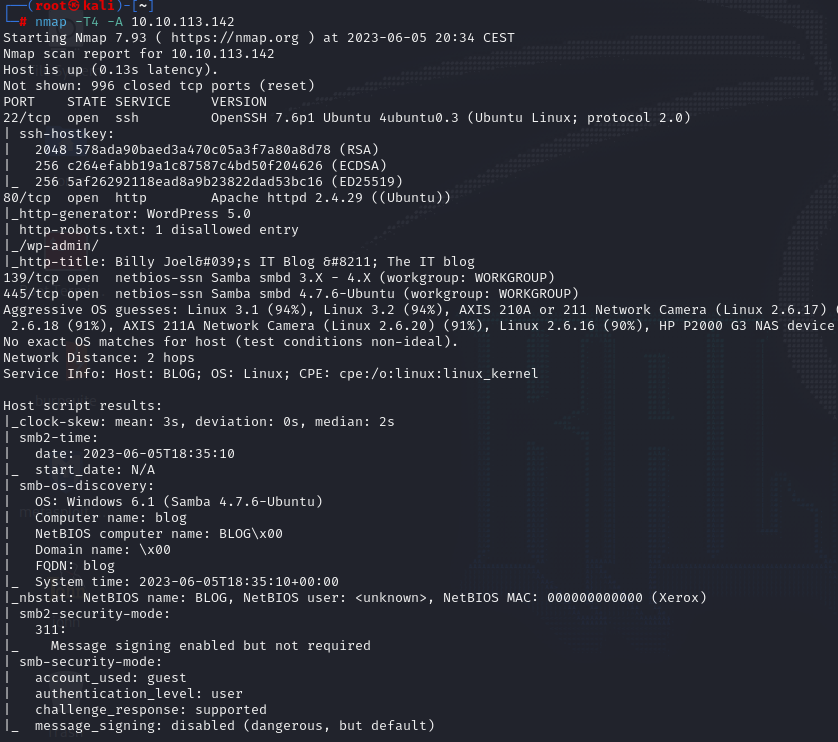 ┌──(root㉿kali)-[~]
└─# nmap -T4 -A 10.10.113.142
Starting Nmap 7.93 ( https://nmap.org ) at 2023-06-05 20:34 CEST
Nmap scan report for 10.10.113.142
Host is up (0.13s latency).
Not shown: 996 closed tcp ports (reset)
PORT    STATE SERVICE     VERSION
22/tcp  open  ssh         OpenSSH 7.6p1 Ubuntu 4ubuntu0.3 (Ubuntu Linux; protocol 2.0)
| ssh-hostkey:
|   2048 578ada90baed3a470c05a3f7a80a8d78 (RSA)
|   256 c264efabb19a1c87587c4bd50f204626 (ECDSA)
|_  256 5af26292118ead8a9b23822dad53bc16 (ED25519)
80/tcp  open  http        Apache httpd 2.4.29 ((Ubuntu))
|_http-generator: WordPress 5.0
| http-robots.txt: 1 disallowed entry
|_/wp-admin/
|_http-title: Billy Joel&#039;s IT Blog &#8211; The IT blog
139/tcp open  netbios-ssn Samba smbd 3.X - 4.X (workgroup: WORKGROUP)
445/tcp open  netbios-ssn Samba smbd 4.7.6-Ubuntu (workgroup: WORKGROUP)
Aggressive OS guesses: Linux 3.1 (94%), Linux 3.2 (94%), AXIS 210A or 211 Network Camera (Linux 2.6.17) (
 2.6.18 (91%), AXIS 211A Network Camera (Linux 2.6.20) (91%), Linux 2.6.16 (90%), HP P2000 G3 NAS device
No exact OS matches for host (test conditions non-ideal).
Network Distance: 2 hops
Service Info: Host: BLOG; OS: Linux; CPE: cpe:/o:linux:linux_kernel

Host script results:
|_clock-skew: mean: 3s, deviation: 0s, median: 2s
| smb2-time:
|   date: 2023-06-05T18:35:10
|_  start_date: N/A
| smb-os-discovery:
|   OS: Windows 6.1 (Samba 4.7.6-Ubuntu)
|   Computer name: blog
|   NetBIOS computer name: BLOG\x00
|   Domain name: \x00
|   FQDN: blog
|_  System time: 2023-06-05T18:35:10+00:00
|_nbstat: NetBIOS name: BLOG, NetBIOS user: <unknown>, NetBIOS MAC: 000000000000 (Xerox)
| smb2-security-mode:
|   311:
|_    Message signing enabled but not required
| smb-security-mode:
|   account_used: guest
|   authentication_level: user
|   challenge_response: supported
|_  message_signing: disabled (dangerous, but default)